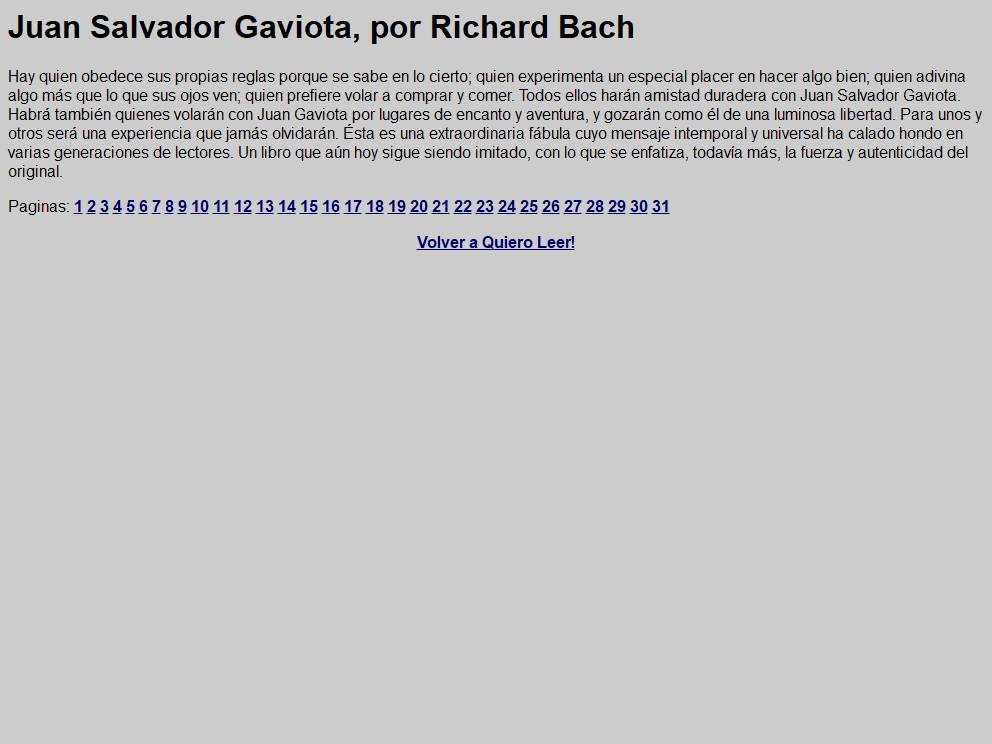 Juan Salvador Gaviota, por Richard Bach
Hay quien obedece sus propias reglas porque se sabe en lo cierto; quien experimenta un especial placer en hacer algo bien; quien adivina
algo más que lo que sus ojos ven; quien prefiere volar a comprar y comer. Todos ellos harán amistad duradera con Juan Salvador Gaviota.
Habrá también quienes volarán con Juan Gaviota por lugares de encanto y aventura, y gozarán como él de una luminosa libertad. Para unos y
otros será una experiencia que jamás olvidarán. Ésta es una extraordinaria fábula cuyo mensaje intemporal y universal ha calado hondo en
varias generaciones de lectores. Un libro que aún hoy sigue siendo imitado, con lo que se enfatiza, todavía más, la fuerza y autenticidad del
original.
Paginas: 1 2 3 4 5 6 7 8 9 10 11 12 13 14 15 16 17 18 19 20 21 22 23 24 25 26 27 28 29 30 31
Volver a Quiero Leer!